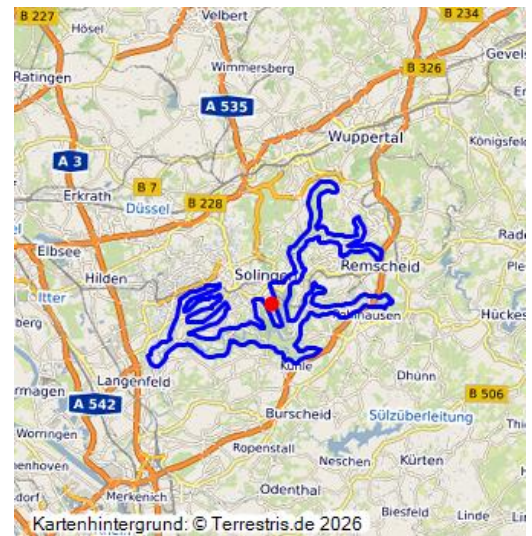 B 227
Hösel
Velbert
B 234
Gevels
Wimmersberg
B 326
Ratingen
A 535
Wuppertal
A 3
Königsfeld
B 7
Erkrath
Düssel
B 228
Elbsee
Hilden
Solingen
Remscheid
Itter
Hückes
Langenfeld
Kuhle
Dhünn
A 542
B 506
Burscheid
Sülzüberleitung
Worringen
Ropenstall
Neschen
Kürten
Odenthal
Merkenich
Biesfeld
Linde
Kartenhintergrund: © Terrestris.de 2026